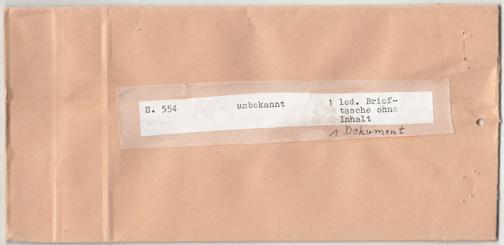 S. 554 unbekannt 1 led. Brief-
tasche ohne
Inhalt
1 Dokument